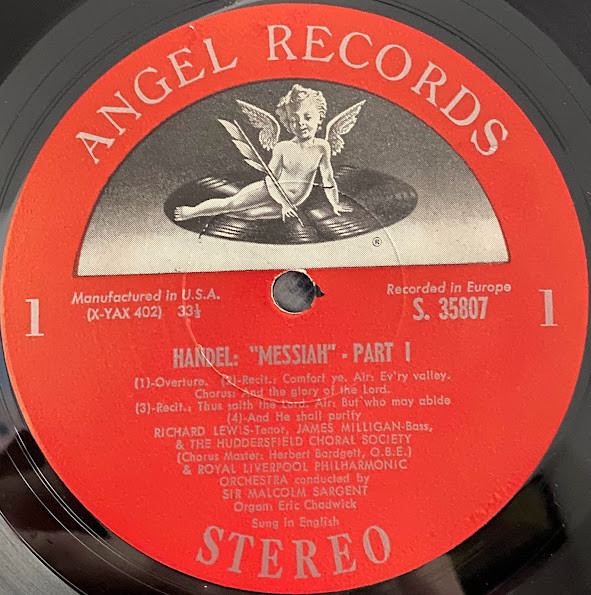 ANGEL RECORDS
®
Manufactured in U.S.A.
(X-YAX 402) 33⅓
Recorded in Europe
S. 35807
1
1
HANDEL: "MESSIAH" - PART I
(1)-Overture. (2)-Recit.: Comfort ye. Air: Ev'ry valley.
Chorus: And the glory of the Lord.
(3)-Recit.: Thus saith the Lord. Air: But who may abide
(4)-And He shall purify
RICHARD LEWIS-Tenor, JAMES MILLIGAN-Bass,
& THE HUDDERSFIELD CHORAL SOCIETY
(Chorus Master: Herbert Bardgett, O.B.E.)
& ROYAL LIVERPOOL PHILHARMONIC
ORCHESTRA conducted by
SIR MALCOLM SARGENT
Organ: Eric Chadwick
Sung in English
STEREO